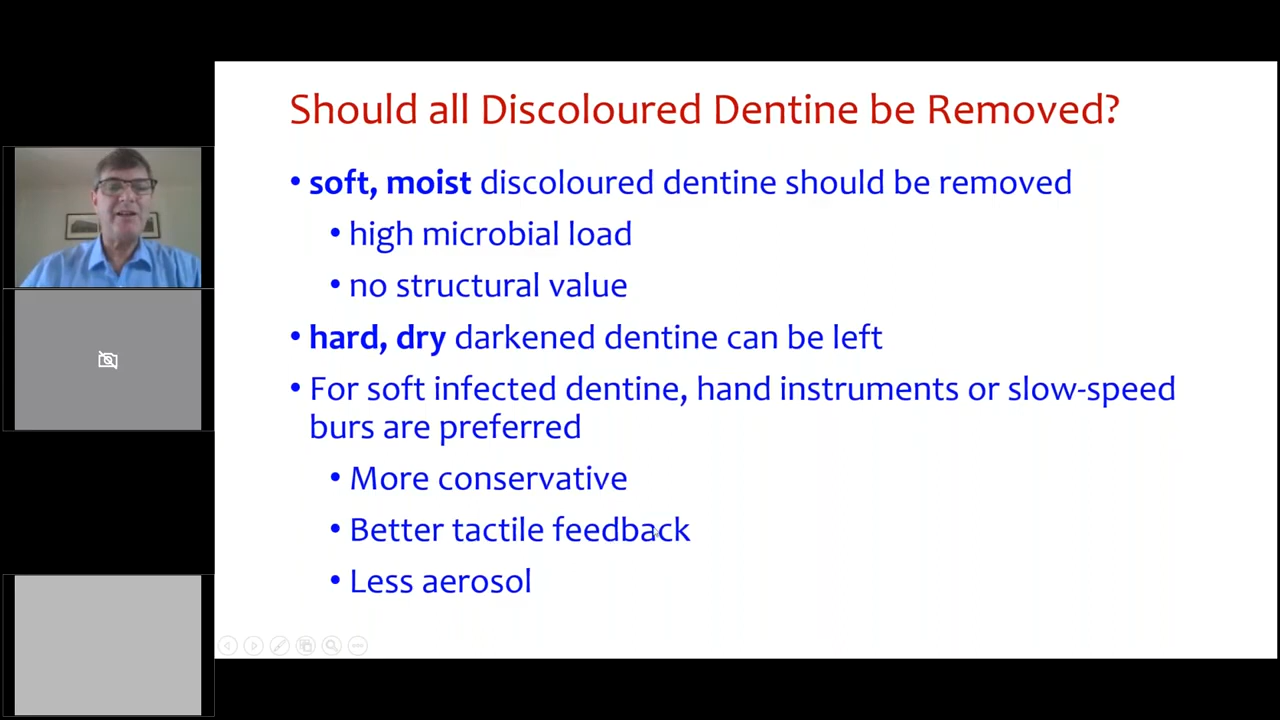 Should all Discoloured Dentine be Removed?
• soft, moist discoloured dentine should be removed
• high microbial load
• no structural value
• hard, dry darkened dentine can be left
• For soft infected dentine, hand instruments or slow-speed
burs are preferred
• More conservative
• Better tactile feedback
• Less aerosol